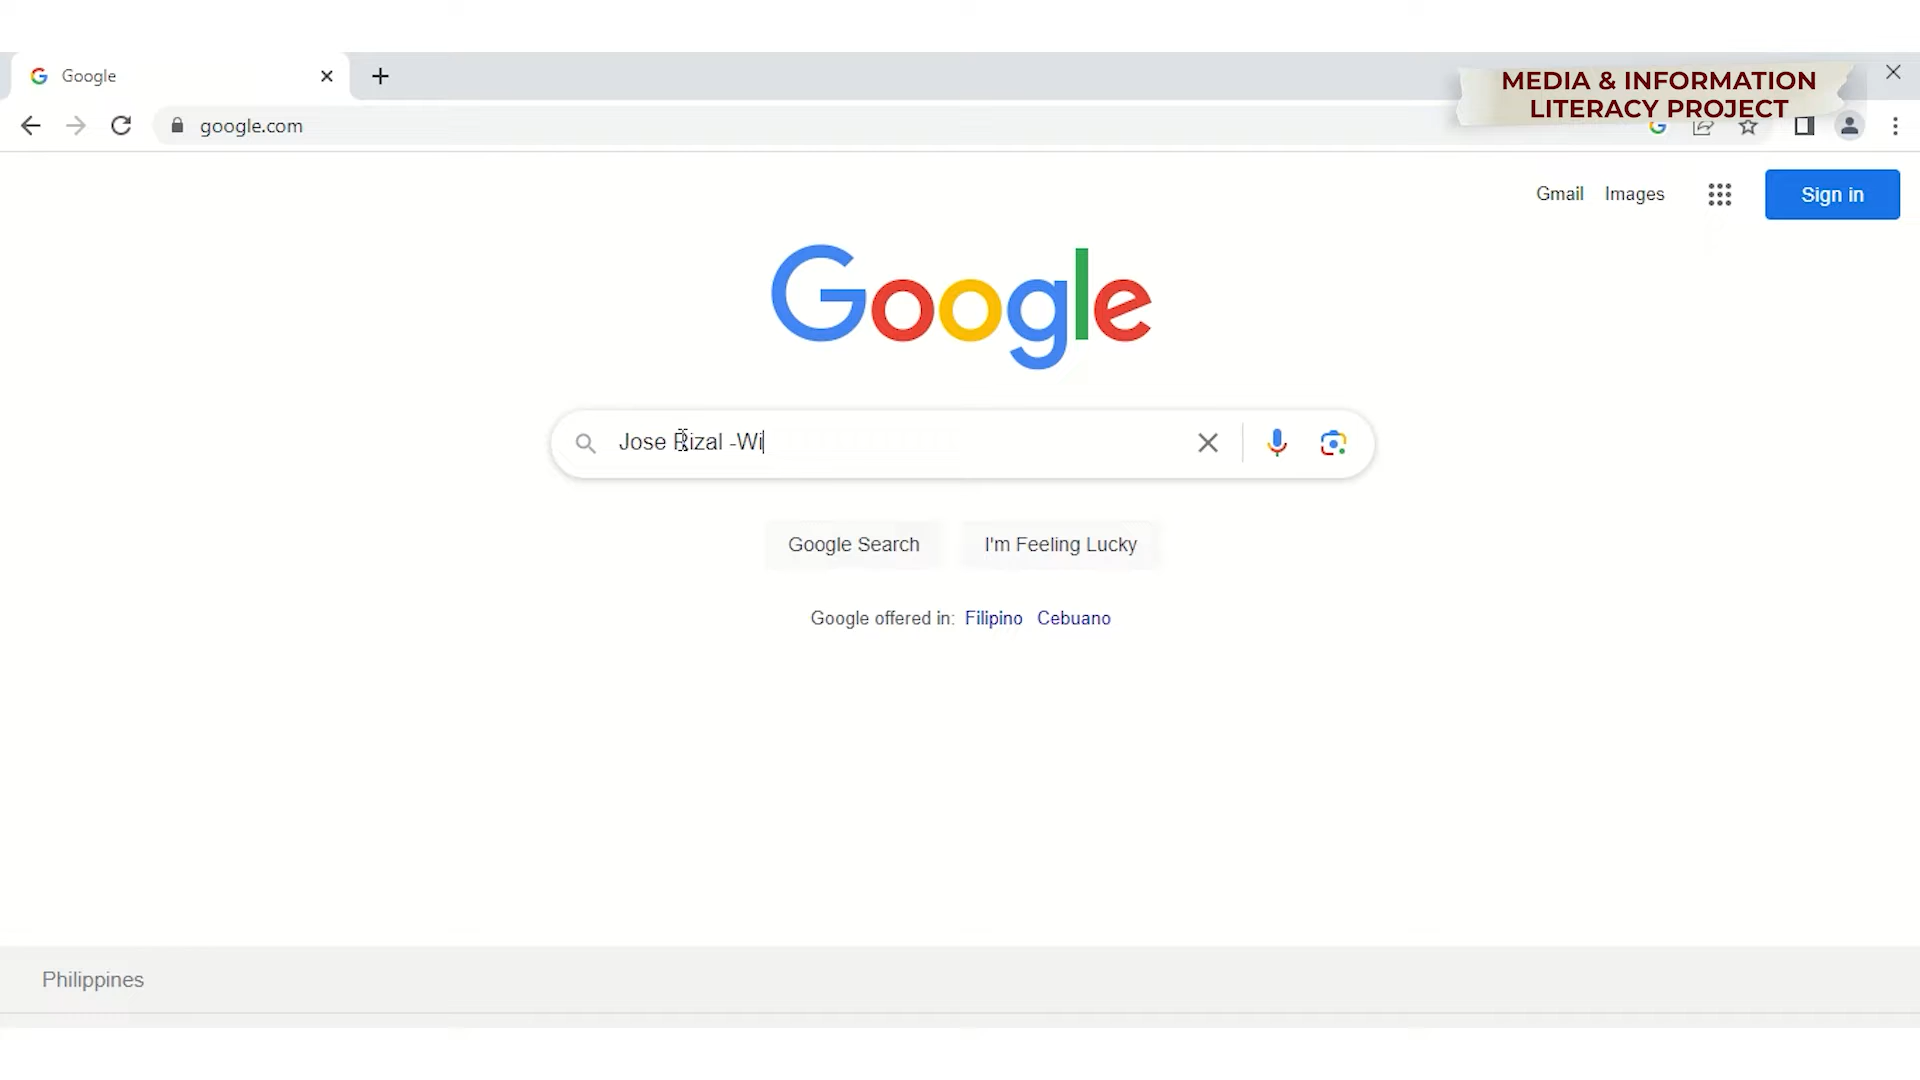 Google
MEDIA & INFORMATION
LITERACY PROJECT
google.com
Gmail Images Sign in
Google
Jose Rizal -Wi
Google Search I'm Feeling Lucky
Google offered in: Filipino Cebuano
Philippines